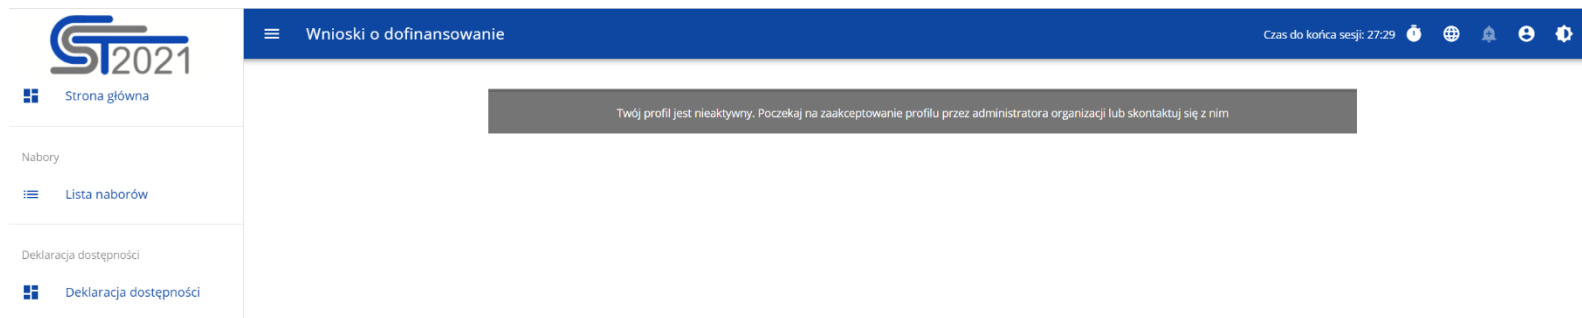 CST2021
Wnioski o dofinansowanie
Czas do końca sesji: 27:29
Strona główna
Twój profil jest nieaktywny. Poczekaj na zaakceptowanie profilu przez administratora organizacji lub skontaktuj się z nim
Nabory
Lista naborów
Deklaracja dostępności
Deklaracja dostępności